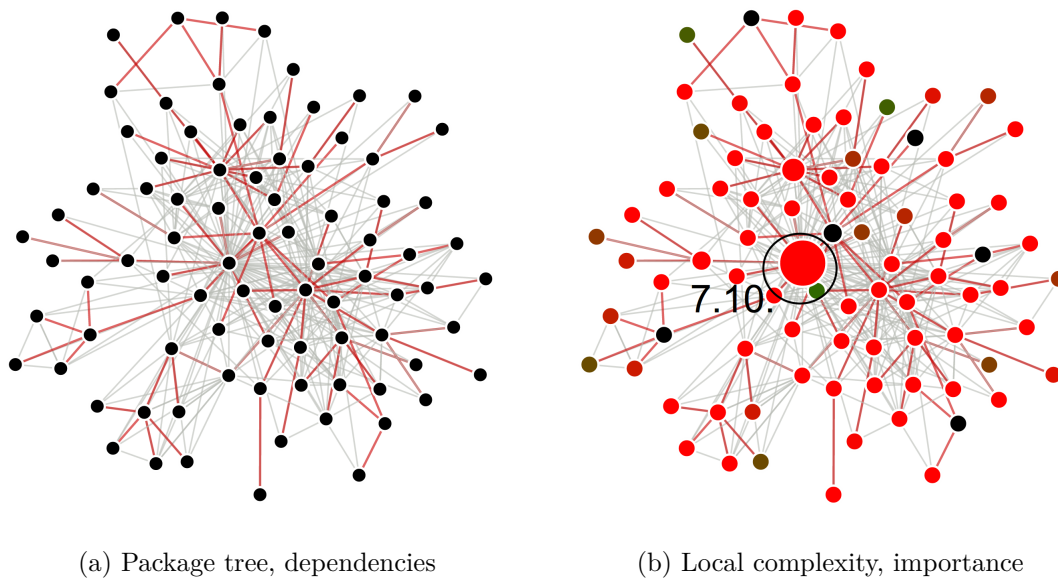 7.10.
(a) Package tree, dependencies
(b) Local complexity, importance